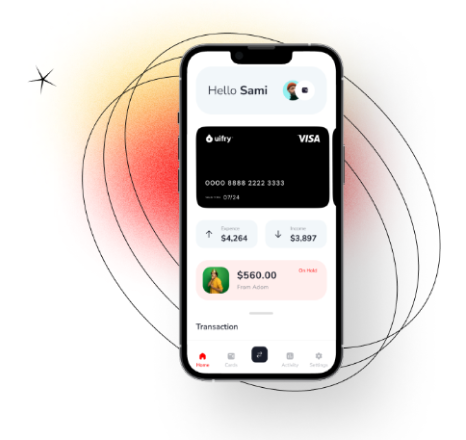 Hello Sami
uifry
VISA
0000 8888 2222 3333
07/24
Expense
$4,264
Income
$3.897
$560.00
On Hold
From Adam
Transaction
Home
Cards
Activity
Settings